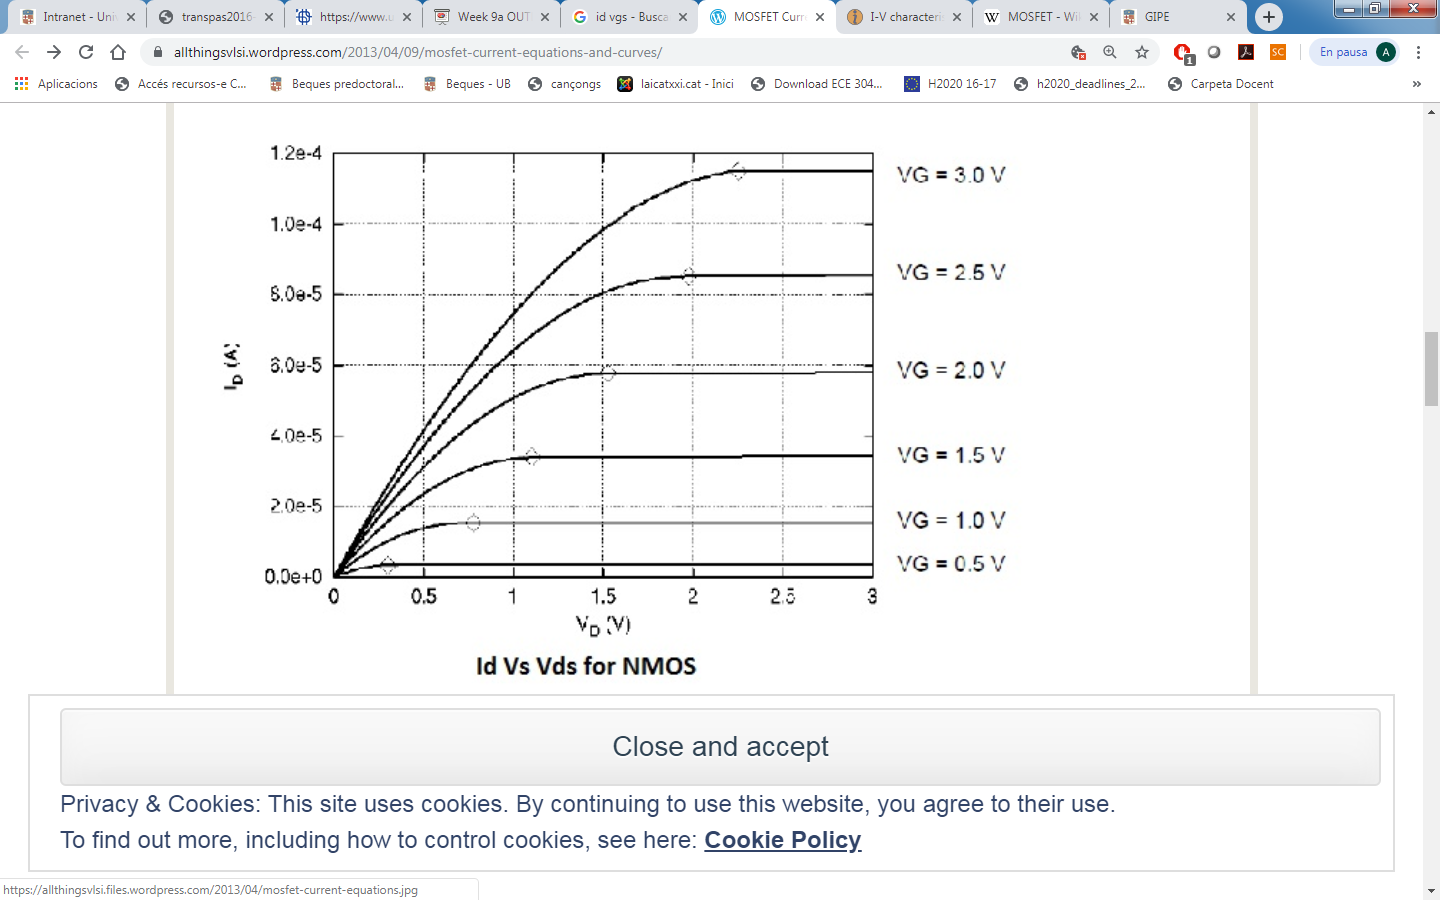 Intranet - Uni
transpas2016
https://www.u
Week 9a OUT
id vgs - Busca
MOSFET Curr
I-V characteri
MOSFET - Wi
GIPE
allthingsvlsi.wordpress.com/2013/04/09/mosfet-current-equations-and-curves/
1
SC
En pausa
A
Aplicacions
Accés recursos-e C...
Beques predoctoral...
Beques - UB
cançongs
laicatxxi.cat - Inici
Download ECE 304...
H2020 16-17
h2020_deadlines_2...
Carpeta Docent
»
1.2e-4
1.0e-4
8.0e-5
6.0e-5
4.0e-5
2.0e-5
0.0e+0
I_D (A)
0 0.5 1 1.5 2 2.5 3
V_D (V)
VG = 3.0 V
VG = 2.5 V
VG = 2.0 V
VG = 1.5 V
VG = 1.0 V
VG = 0.5 V
Id Vs Vds for NMOS
Close and accept
Privacy & Cookies: This site uses cookies. By continuing to use this website, you agree to their use.
To find out more, including how to control cookies, see here: Cookie Policy
https://allthingsvlsi.files.wordpress.com/2013/04/mosfet-current-equations.jpg